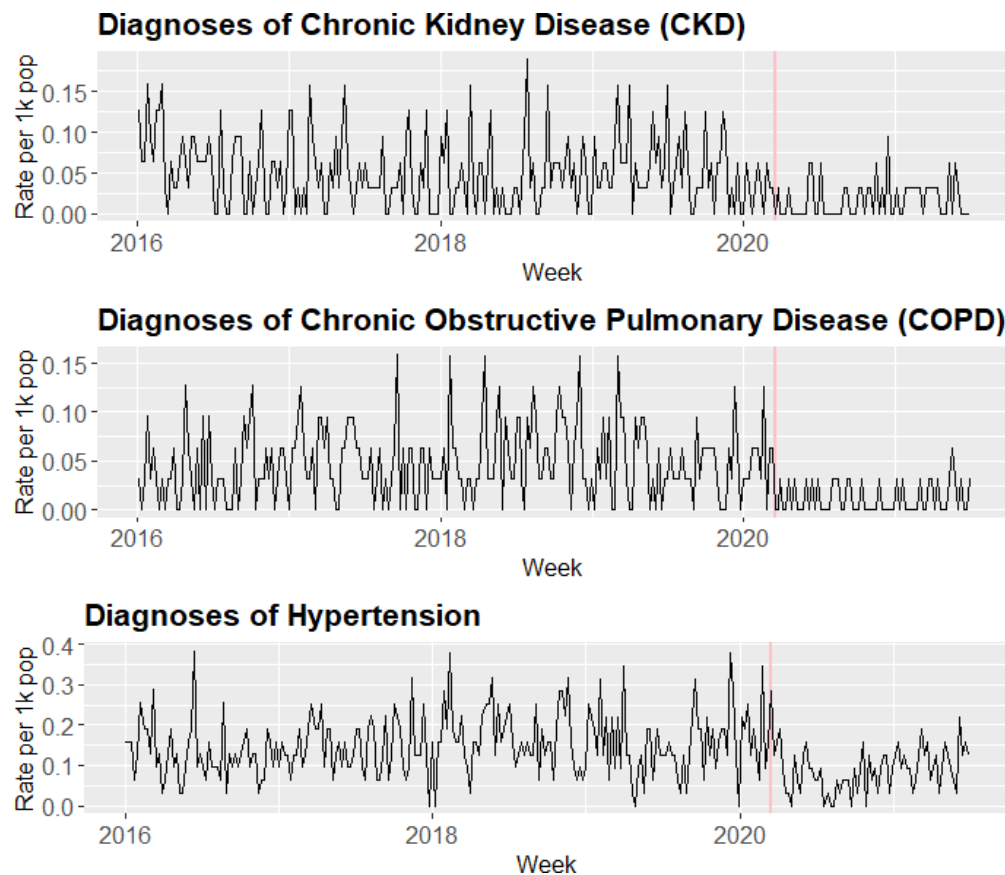 Diagnoses of Chronic Kidney Disease (CKD)
Rate per 1k pop
0.15
0.10
0.05
0.00
2016 2018 2020
Week
Diagnoses of Chronic Obstructive Pulmonary Disease (COPD)
Rate per 1k pop
0.15
0.10
0.05
0.00
2016 2018 2020
Week
Diagnoses of Hypertension
Rate per 1k pop
0.4
0.3
0.2
0.1
0.0
2016 2018 2020
Week